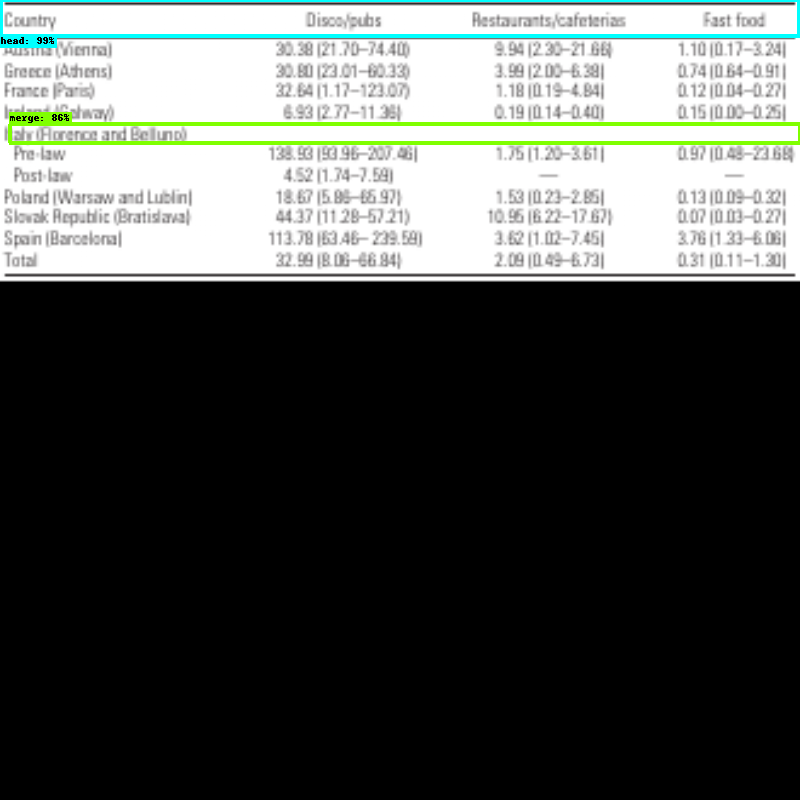 Country Disco/pubs Restaurants/cafeterias Fast food
head: 99%
Austria (Vienna) 30.38 (21.70–74.40) 9.94 (2.30–21.66) 1.10 (0.17–3.24)
Greece (Athens) 30.80 (23.01–60.33) 3.99 (2.00–6.38) 0.74 (0.64–0.91)
France (Paris) 32.64 (1.17–123.07) 1.18 (0.19–4.84) 0.12 (0.04–0.27)
Ireland (Galway) 6.93 (2.77–11.36) 0.19 (0.14–0.40) 0.15 (0.00–0.25)
merge: 86%
Italy (Florence and Belluno)
Pre-law 138.93 (93.96–207.46) 1.75 (1.20–3.61) 0.97 (0.48–23.68)
Post-law 4.52 (1.74–7.59) — —
Poland (Warsaw and Lublin) 18.67 (5.86–65.97) 1.53 (0.23–2.85) 0.13 (0.09–0.32)
Slovak Republic (Bratislava) 44.37 (11.28–57.21) 10.95 (6.22–17.67) 0.07 (0.03–0.27)
Spain (Barcelona) 113.78 (63.46– 239.59) 3.62 (1.02–7.45) 3.76 (1.33–6.06)
Total 32.99 (8.06–66.84) 2.09 (0.49–6.73) 0.31 (0.11–1.30)